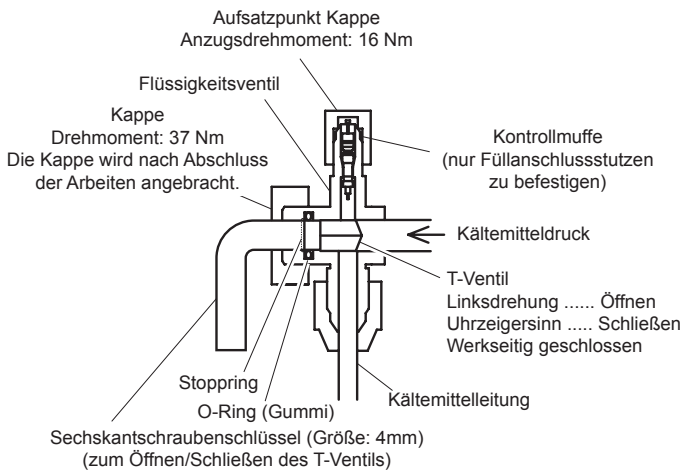 Aufsatzpunkt Kappe
Anzugsdrehmoment: 16 Nm
Flüssigkeitsventil
Kappe
Drehmoment: 37 Nm
Die Kappe wird nach Abschluss
der Arbeiten angebracht.
Kontrollmuffe
(nur Füllanschlussstutzen
zu befestigen)
Kältemitteldruck
T-Ventil
Linksdrehung ...... Öffnen
Uhrzeigersinn ..... Schließen
Werkseitig geschlossen
Stoppring
Kältemittelleitung
O-Ring (Gummi)
Sechskantschraubenschlüssel (Größe: 4mm)
(zum Öffnen/Schließen des T-Ventils)